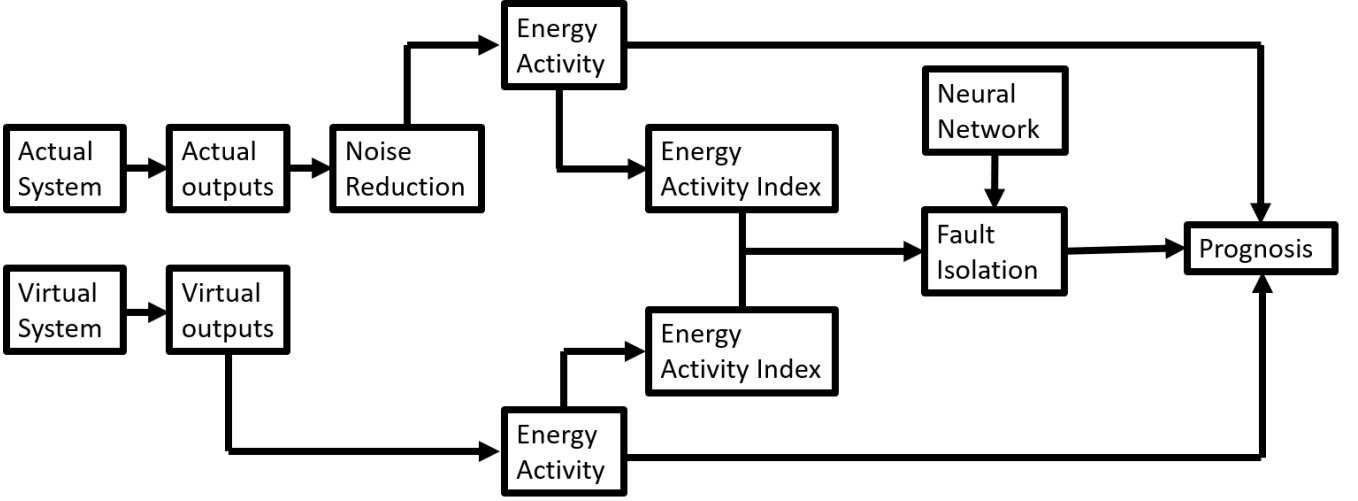 Energy
Activity
Neural
Network
Actual
System
Actual
outputs
Noise
Reduction
Energy
Activity Index
Fault
Isolation
Prognosis
Virtual
System
Virtual
outputs
Energy
Activity Index
Energy
Activity